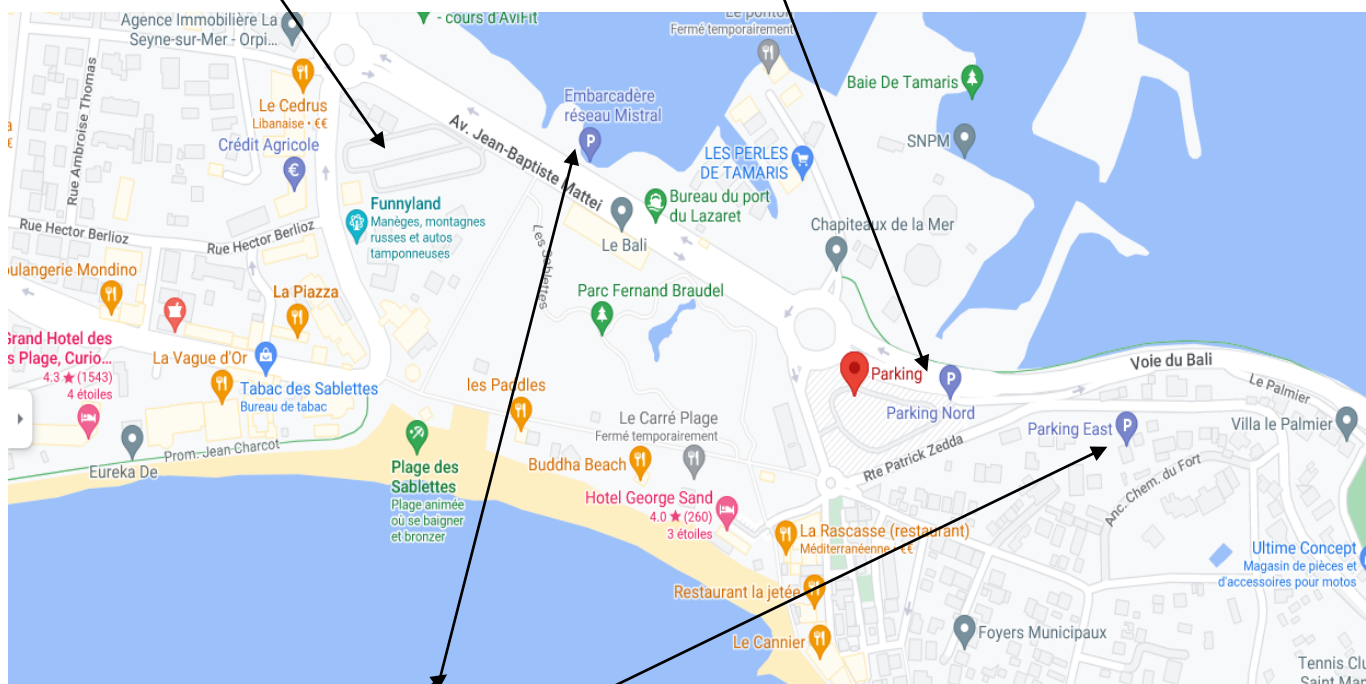 Agence Immobilière La
Seyne-sur-Mer - Orpi...
- cours d'AviFit
Le ponton
Fermé temporairement
Rue Ambroise Thomas
Le Cedrus
Libanaise • €€
Crédit Agricole
Av. Jean-Baptiste Mattei
Embarcadère
réseau Mistral
Baie De Tamaris
SNPM
LES PERLES
DE TAMARIS
Funnyland
Manèges, montagnes
russes et autos
tamponneuses
Bureau du port
du Lazaret
Le Bali
Chapiteaux de la Mer
Rue Hector Berlioz
Rue Hector Berlioz
Les Sablettes
oulangerie Mondino
La Piazza
Parc Fernand Braudel
Grand Hotel des
s Plage, Curio...
4.3 ★ (1543)
4 étoiles
La Vague d'Or
Tabac des Sablettes
Bureau de tabac
les Paddles
Parking
Parking Nord
Voie du Bali
Le Palmier
Le Carré Plage
Fermé temporairement
Rte Patrick Zedda
Parking East
Villa le Palmier
Prom. Jean Charcot
Eureka De
Plage des
Sablettes
Plage animée
où se baigner
et bronzer
Buddha Beach
Hotel George Sand
4.0 ★ (260)
3 étoiles
Anc. Chem. du Fort
La Rascasse (restaurant)
Méditerranéenne • €€
Ultime Concept
Magasin de pièces et
d'accessoires pour motos
Restaurant la jetée
Le Cannier
Foyers Municipaux
Tennis Clu
Saint Man